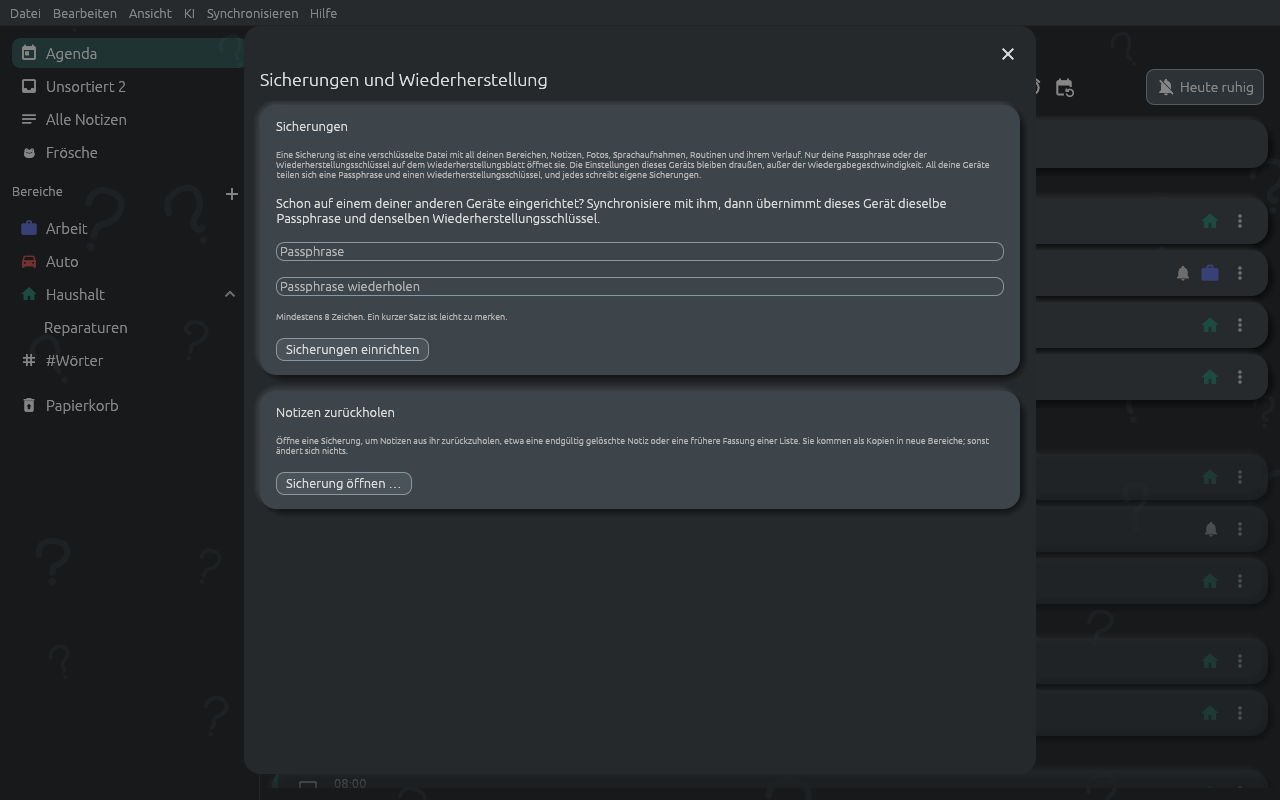 Datei Bearbeiten Ansicht KI Synchronisieren Hilfe
Agenda
Unsortiert 2
Alle Notizen
Frösche
Bereiche
Arbeit
Auto
Haushalt
Reparaturen
#Wörter
Papierkorb
Heute ruhig
Sicherungen und Wiederherstellung
Sicherungen
Eine Sicherung ist eine verschlüsselte Datei mit all deinen Bereichen, Notizen, Fotos, Sprachaufnahmen, Routinen und ihrem Verlauf. Nur deine Passphrase oder der
Wiederherstellungsschlüssel auf dem Wiederherstellungsblatt öffnet sie. Die Einstellungen dieses Geräts bleiben draußen, außer der Wiedergabegeschwindigkeit. All deine Geräte
teilen sich eine Passphrase und einen Wiederherstellungsschlüssel, und jedes schreibt eigene Sicherungen.
Schon auf einem deiner anderen Geräte eingerichtet? Synchronisiere mit ihm, dann übernimmt dieses Gerät dieselbe
Passphrase und denselben Wiederherstellungsschlüssel.
Passphrase
Passphrase wiederholen
Mindestens 8 Zeichen. Ein kurzer Satz ist leicht zu merken.
Sicherungen einrichten
Notizen zurückholen
Öffne eine Sicherung, um Notizen aus ihr zurückzuholen, etwa eine endgültig gelöschte Notiz oder eine frühere Fassung einer Liste. Sie kommen als Kopien in neue Bereiche; sonst
ändert sich nichts.
Sicherung öffnen …
08:00